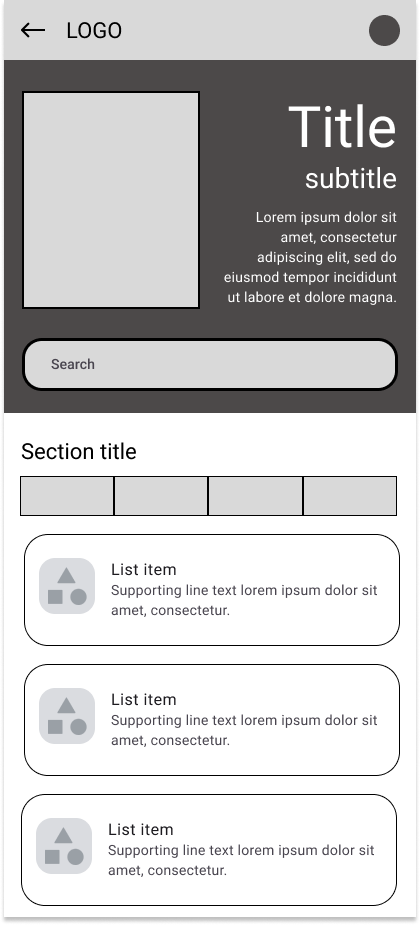 LOGO
Title
subtitle
Lorem ipsum dolor sit
amet, consectetur
adipiscing elit, sed do
eiusmod tempor incididunt
ut labore et dolore magna.
Search
Section title
List item
Supporting line text lorem ipsum dolor sit
amet, consectetur.
List item
Supporting line text lorem ipsum dolor sit
amet, consectetur.
List item
Supporting line text lorem ipsum dolor sit
amet, consectetur.